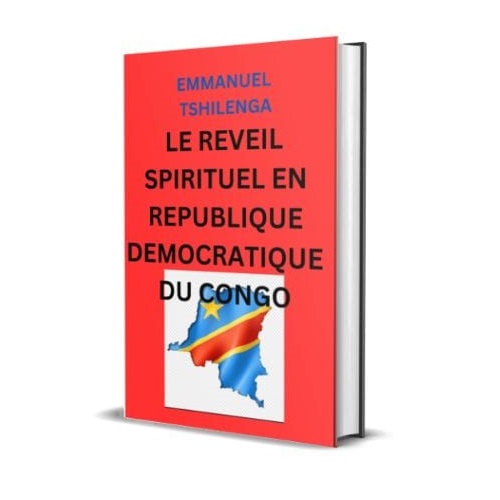 EMMANUEL
TSHILENGA
LE REVEIL
SPIRITUEL EN
REPUBLIQUE
DEMOCRATIQUE
DU CONGO